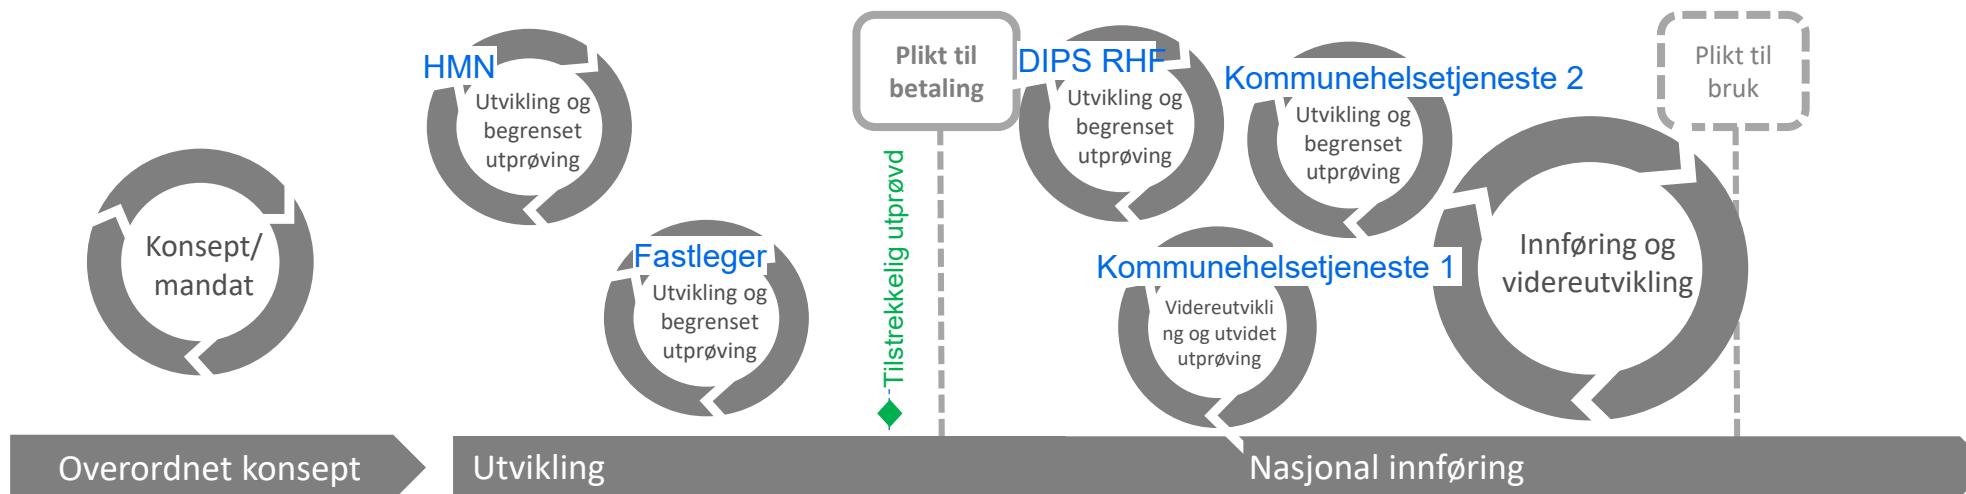 Konsept/
mandat
HMN
Utvikling og
begrenset
utprøving
Fastleger
Utvikling og
begrenset
utprøving
Tilstrekkelig utprøvd
Plikt til
betaling
DIPS RHF
Utvikling og
begrenset
utprøving
Kommunehelsetjeneste 2
Utvikling og
begrenset
utprøving
Kommunehelsetjeneste 1
Videreutvikli
ng og utvidet
utprøving
Innføring og
videreutvikling
Plikt til
bruk
Overordnet konsept
Utvikling
Nasjonal innføring